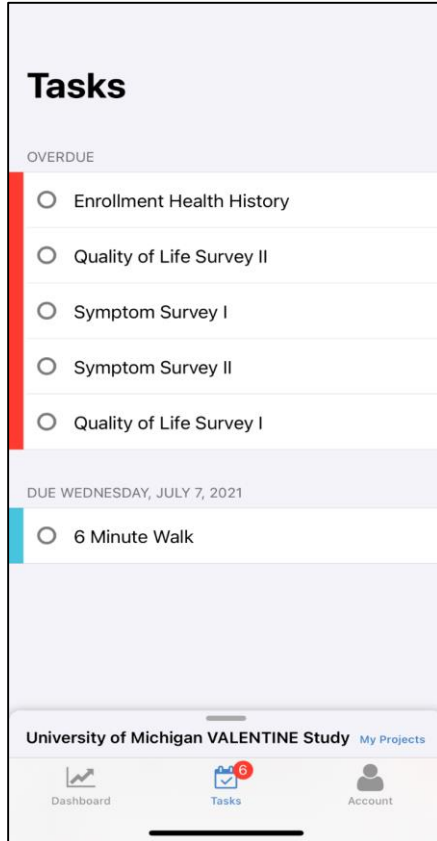 Tasks
OVERDUE
Enrollment Health History
Quality of Life Survey II
Symptom Survey I
Symptom Survey II
Quality of Life Survey I
DUE WEDNESDAY, JULY 7, 2021
6 Minute Walk
University of Michigan VALENTINE Study My Projects
6
Dashboard Tasks Account